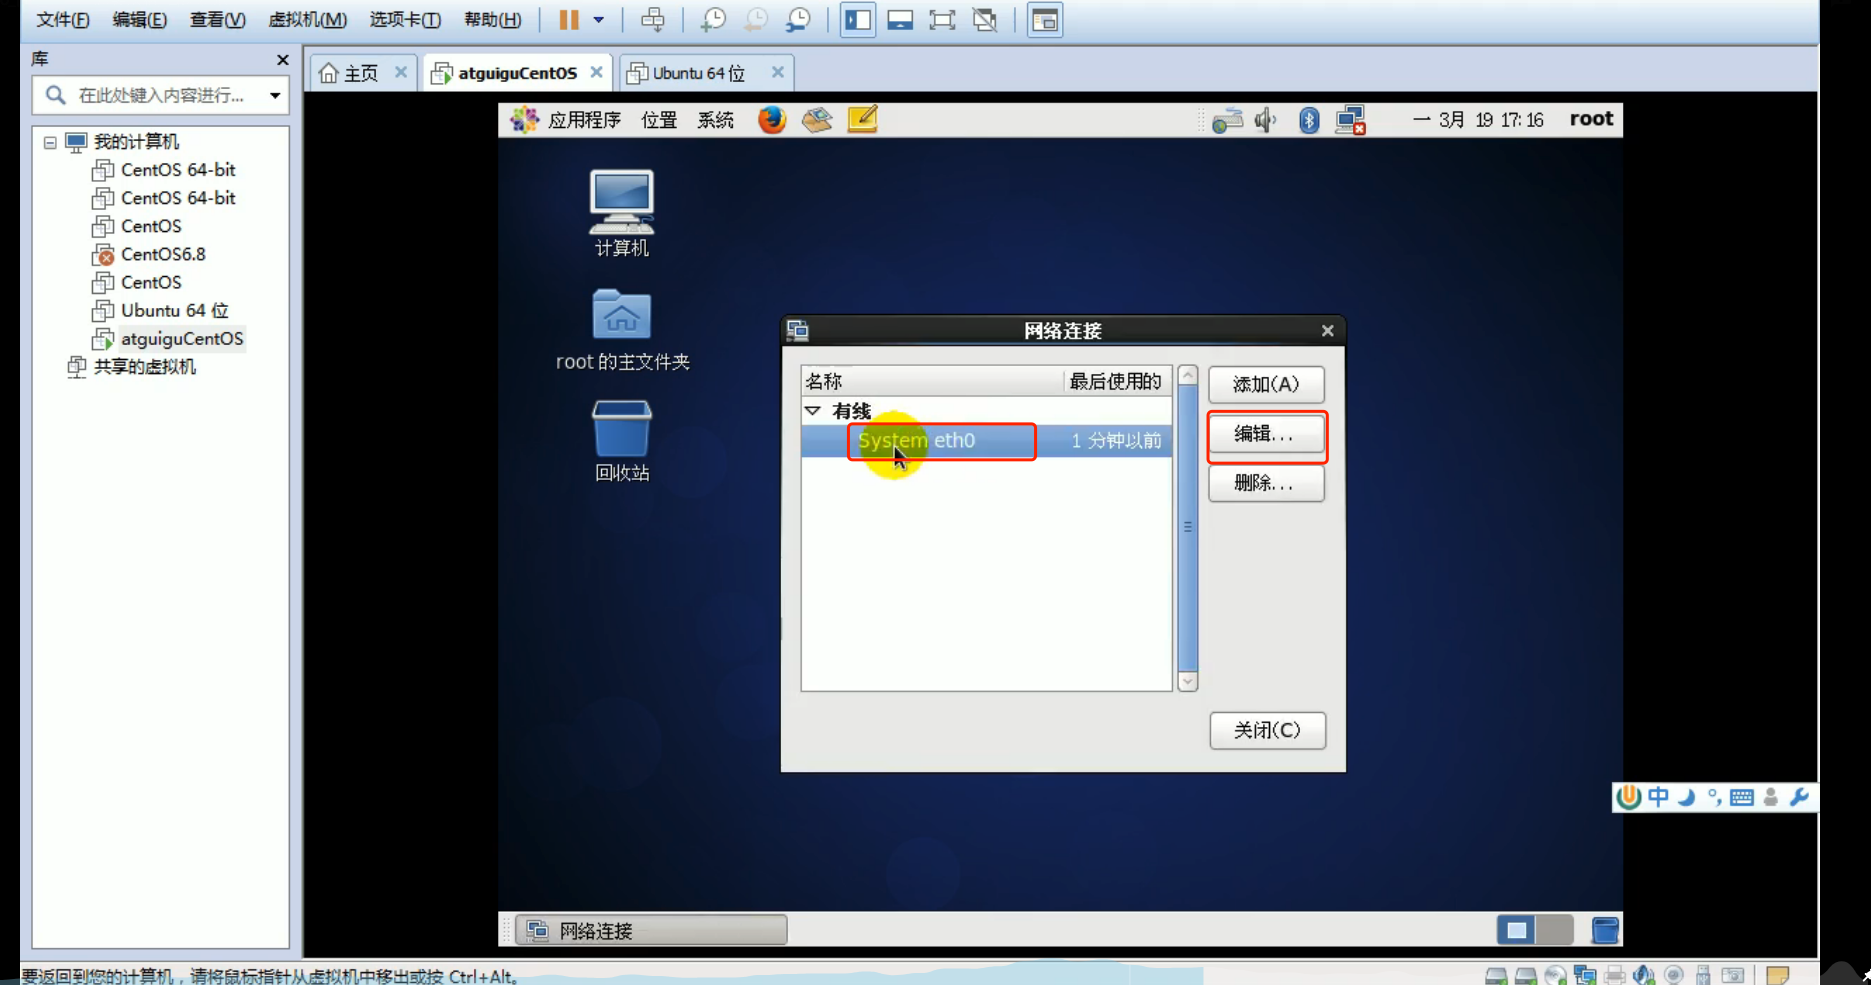 文件(F) 编辑(E) 查看(V) 虚拟机(M) 选项卡(T) 帮助(H)
库
在此处键入内容进行...
我的计算机
CentOS 64-bit
CentOS 64-bit
CentOS
CentOS6.8
CentOS
Ubuntu 64 位
atguiguCentOS
共享的虚拟机
主页 atguiguCentOS Ubuntu 64 位
应用程序 位置 系统
一 3月 19 17:16 root
计算机
root 的主文件夹
回收站
网络连接
名称 最后使用的
有线
System eth0 1 分钟以前
添加(A)
编辑...
删除...
关闭(C)
中
网络连接
要返回到您的计算机，请将鼠标指针从虚拟机中移出或按 Ctrl+Alt。